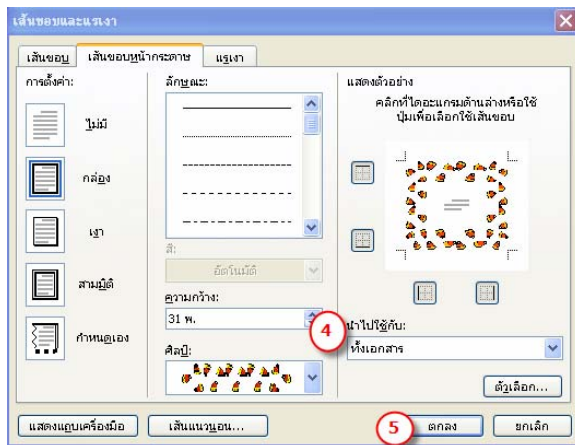 เส้นขอบและแรเงา
เส้นขอบ
เส้นขอบหน้ากระดาษ
แรเงา
การตั้งค่า:
ไม่มี
กล่อง
เงา
สามมิติ
กำหนดเอง
ลักษณะ:
สี:
อัตโนมัติ
ความกว้าง:
31 พ.
ศิลป์:
แสดงตัวอย่าง
คลิกที่ไดอะแกรมด้านล่างหรือใช้
ปุ่มเพื่อเลือกใช้เส้นขอบ
4
นำไปใช้กับ:
ทั้งเอกสาร
ตัวเลือก...
แสดงแถบเครื่องมือ
เส้นแนวนอน...
5
ตกลง
ยกเลิก